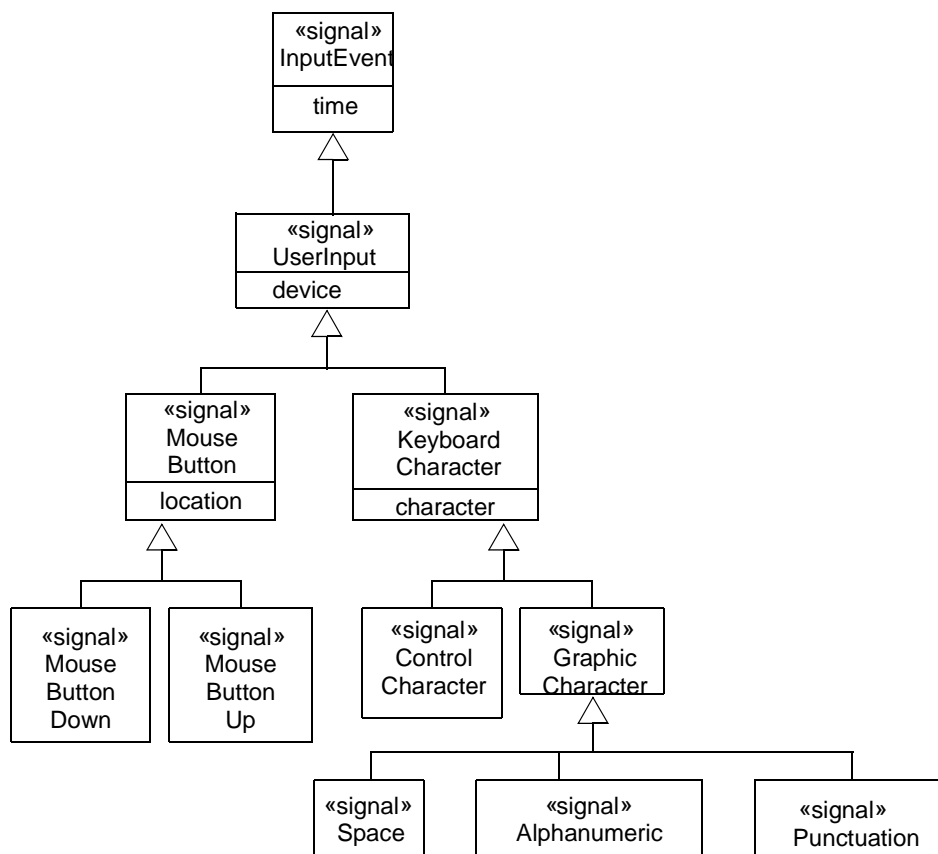 «signal»
InputEvent
time
«signal»
UserInput
device
«signal»
Mouse
Button
location
«signal»
Keyboard
Character
character
«signal»
Mouse
Button
Down
«signal»
Mouse
Button
Up
«signal»
Control
Character
«signal»
Graphic
Character
«signal»
Space
«signal»
Alphanumeric
«signal»
Punctuation